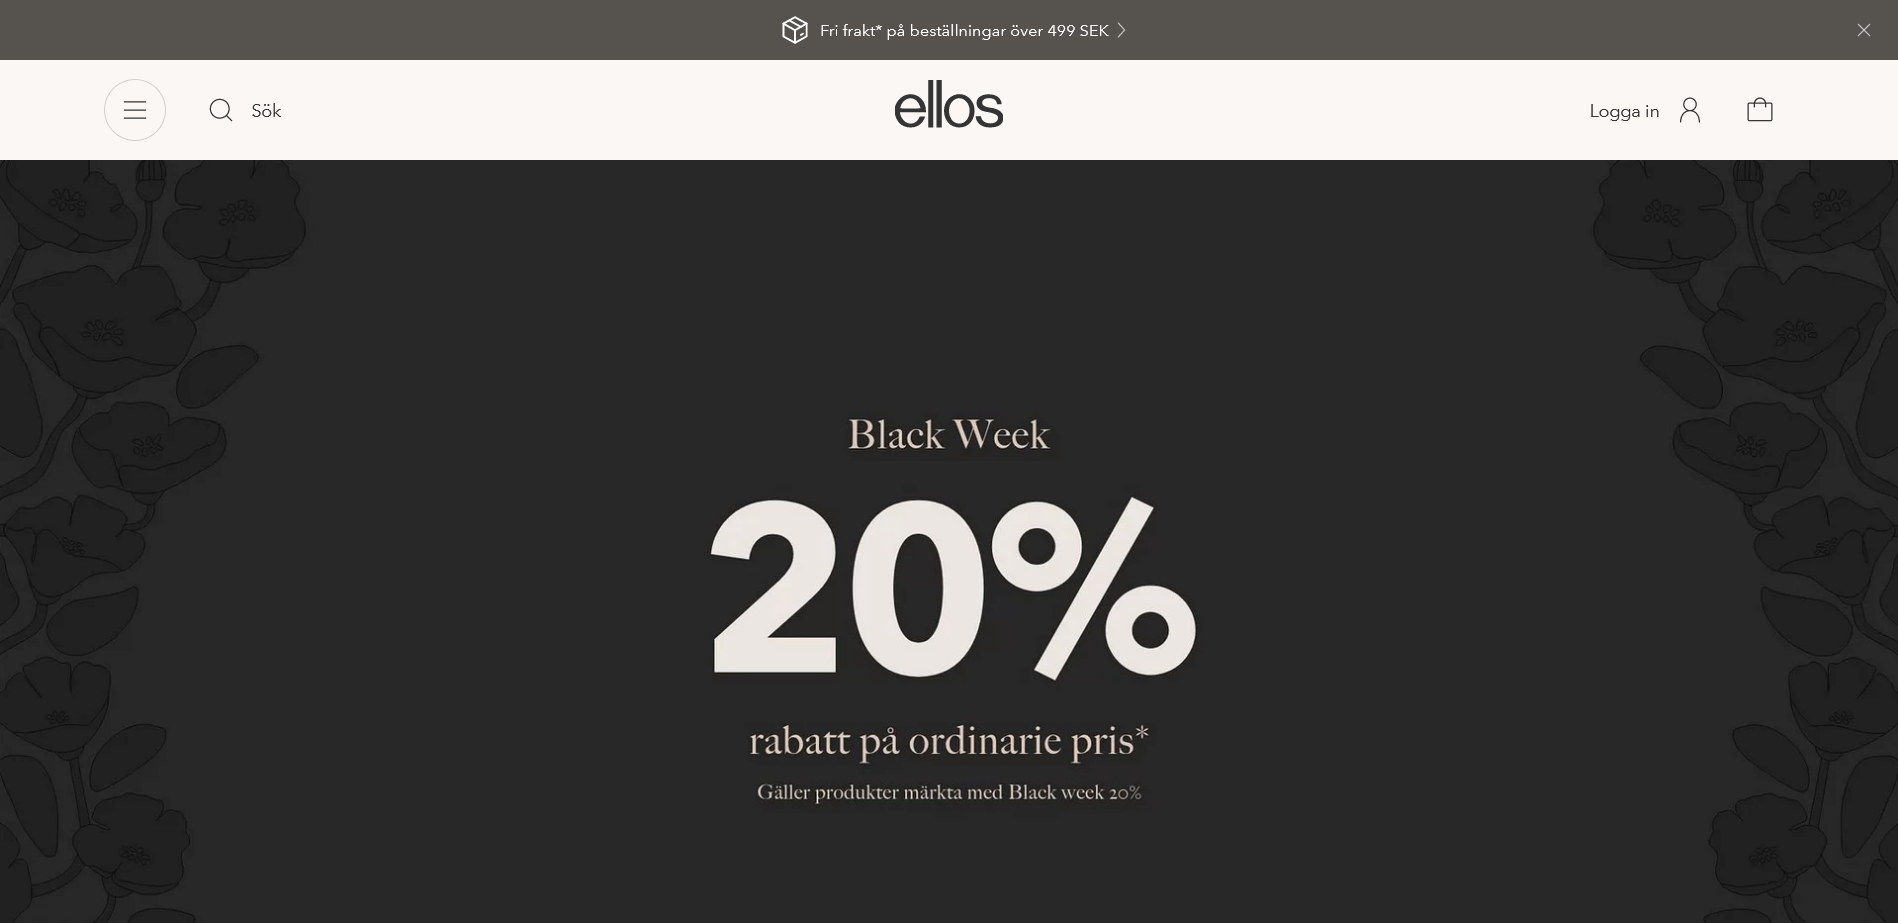 Fri frakt* på beställningar över 499 SEK
Sök
ellos
Logga in
Black Week
20%
rabatt på ordinarie pris*
Gäller produkter märkta med Black week 20%